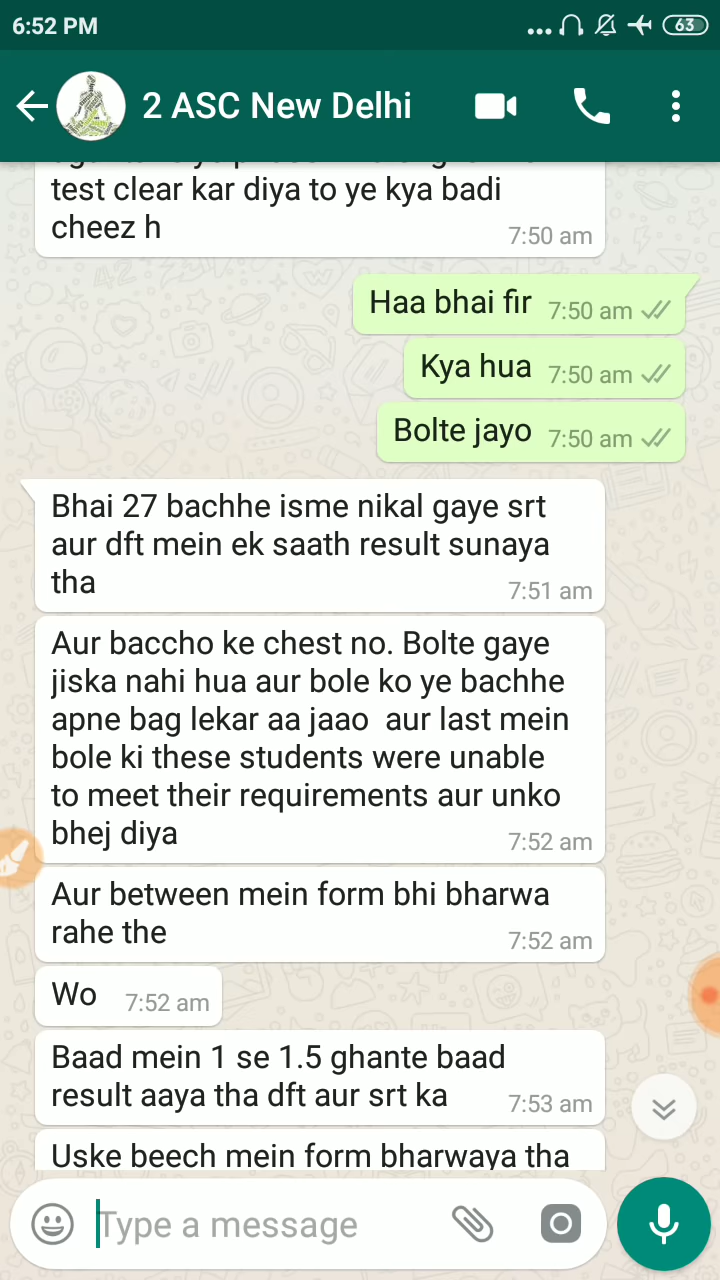 6:52 PM
63
2 ASC New Delhi
test clear kar diya to ye kya badi
cheez h
7:50 am
Haa bhai fir 7:50 am
Kya hua 7:50 am
Bolte jayo 7:50 am
Bhai 27 bachhe isme nikal gaye srt
aur dft mein ek saath result sunaya
tha
7:51 am
Aur baccho ke chest no. Bolte gaye
jiska nahi hua aur bole ko ye bachhe
apne bag lekar aa jaao aur last mein
bole ki these students were unable
to meet their requirements aur unko
bhej diya
7:52 am
Aur between mein form bhi bharwa
rahe the
7:52 am
Wo 7:52 am
Baad mein 1 se 1.5 ghante baad
result aaya tha dft aur srt ka
7:53 am
Uske beech mein form bharwaya tha
Type a message